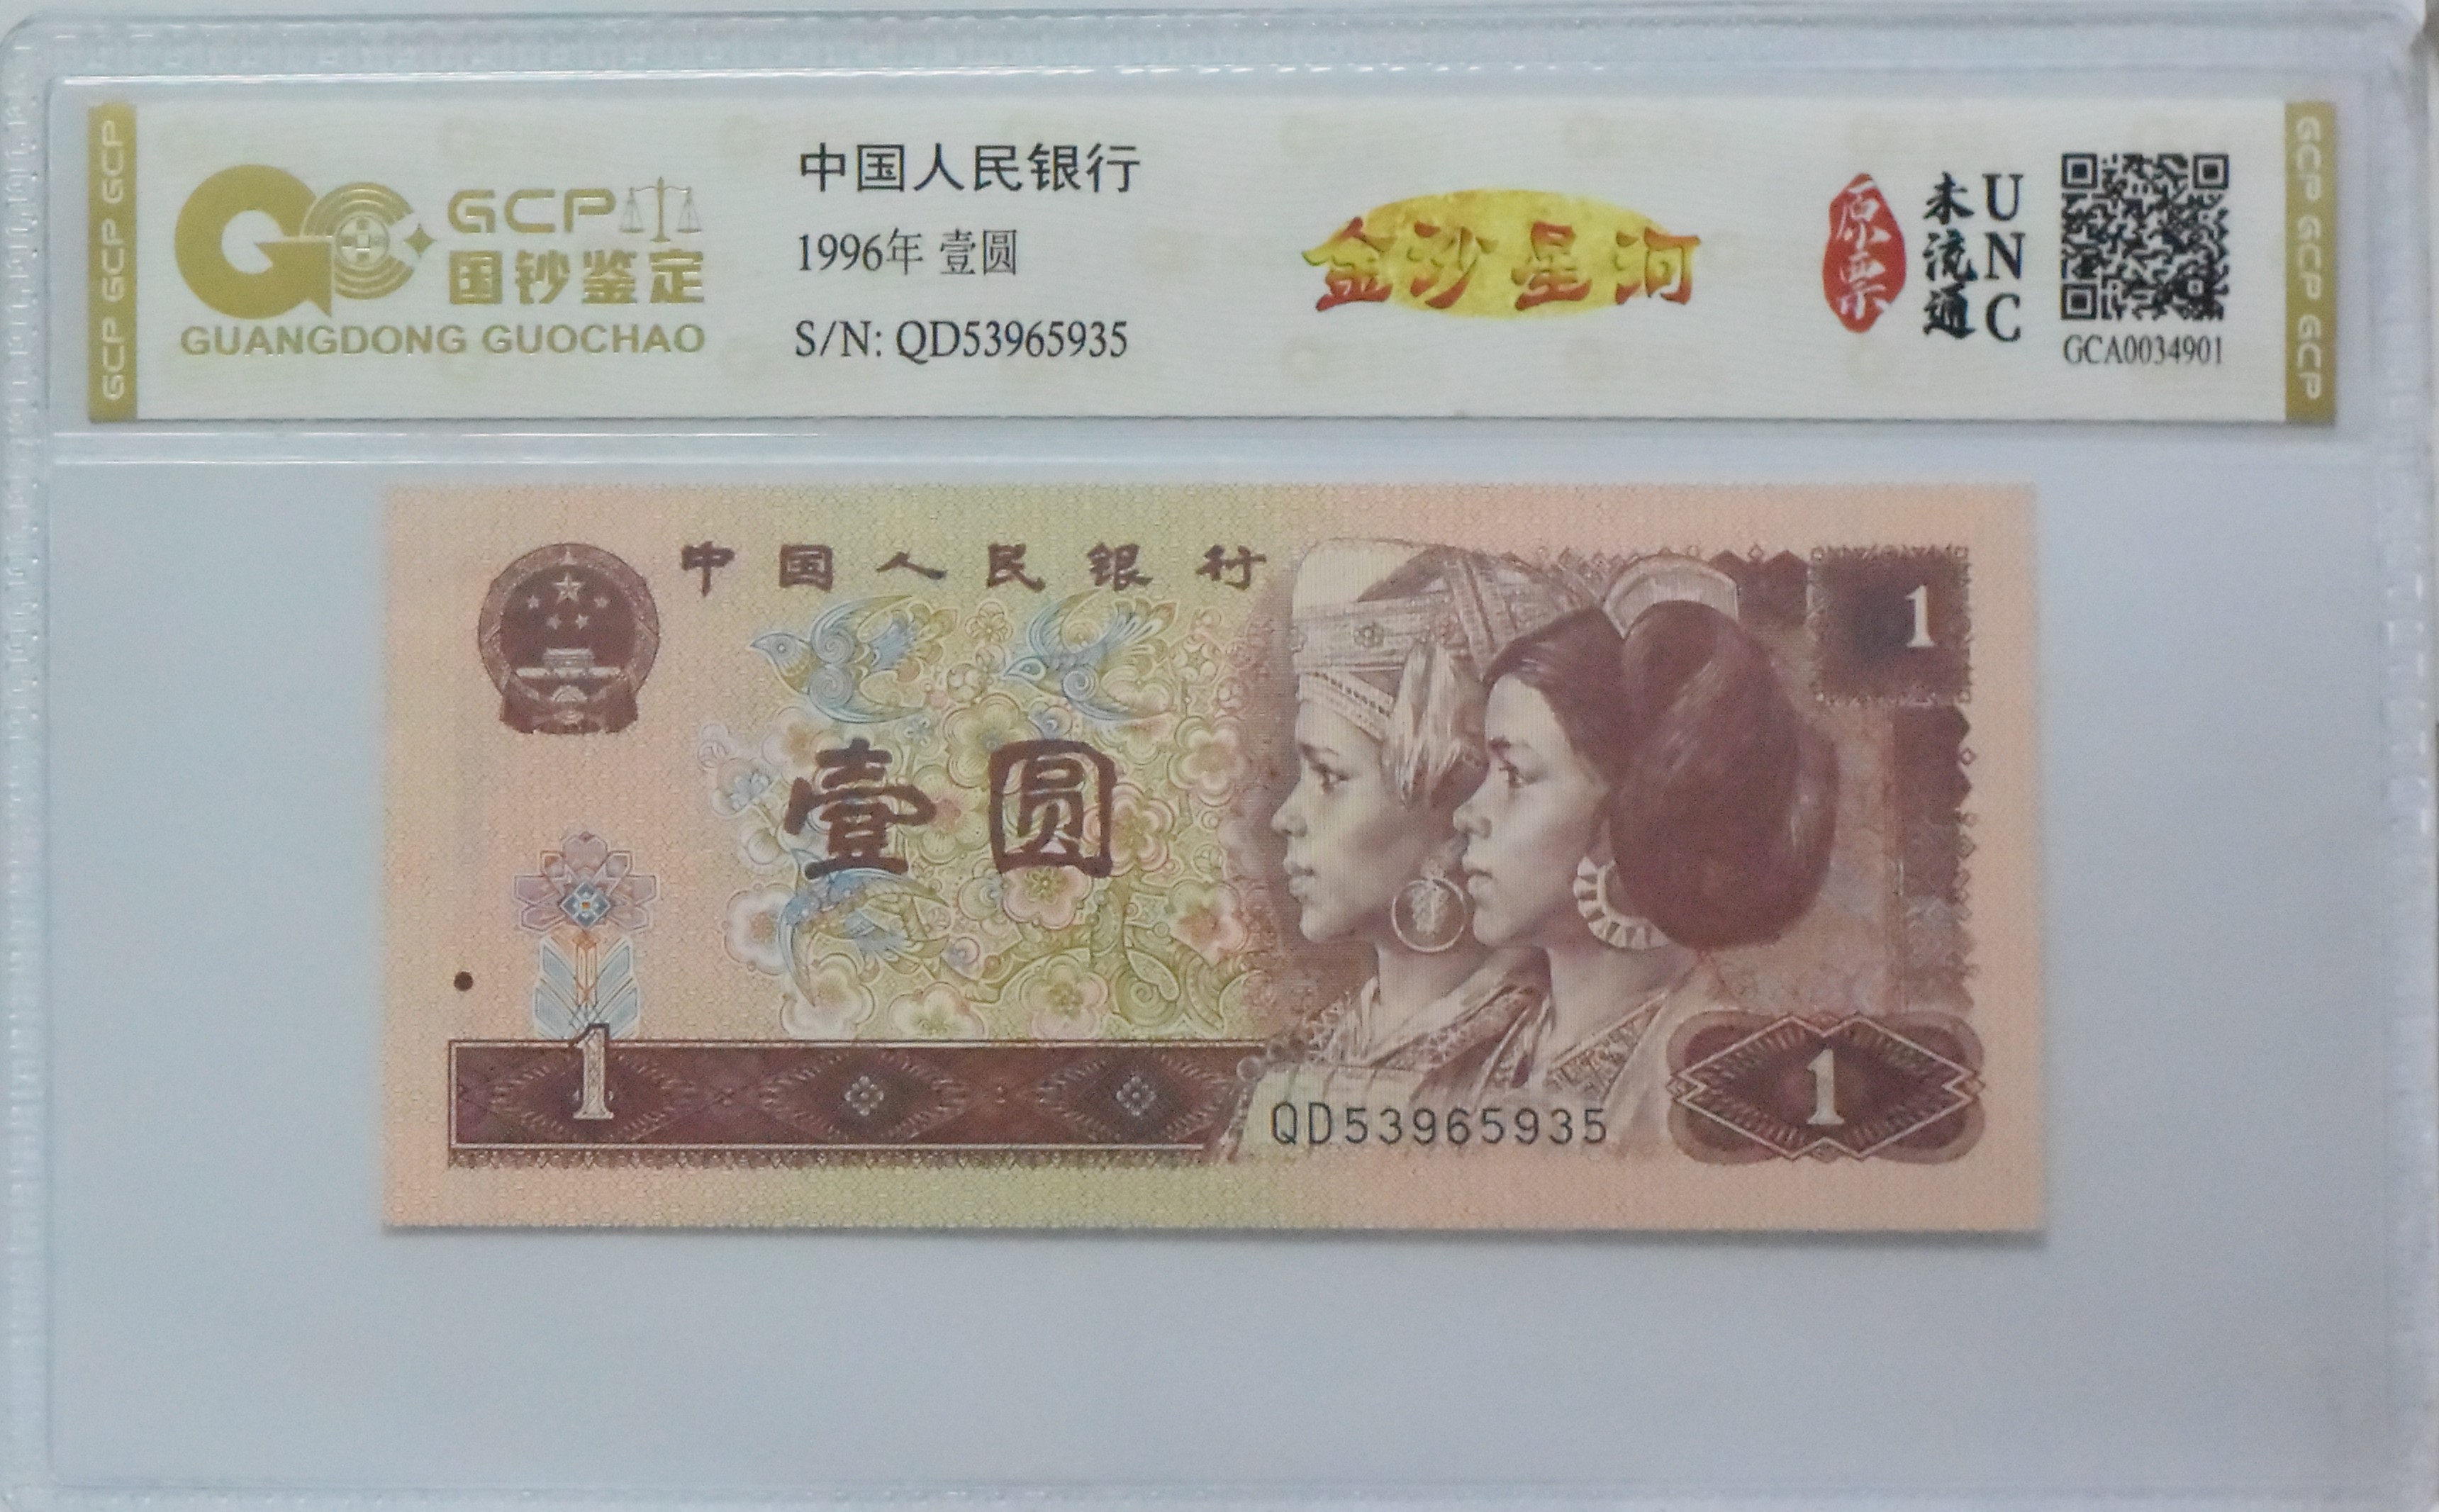 GCP GCP GCP
GCP
国钞鉴定
GUANGDONG GUOCHAO
中国人民银行
1996年 壹圆
S/N: QD53965935
金沙星河
原票
未流通
UNC
GCA0034901
GCP GCP GCP
中国人民银行
1
壹圆
1
QD53965935
1